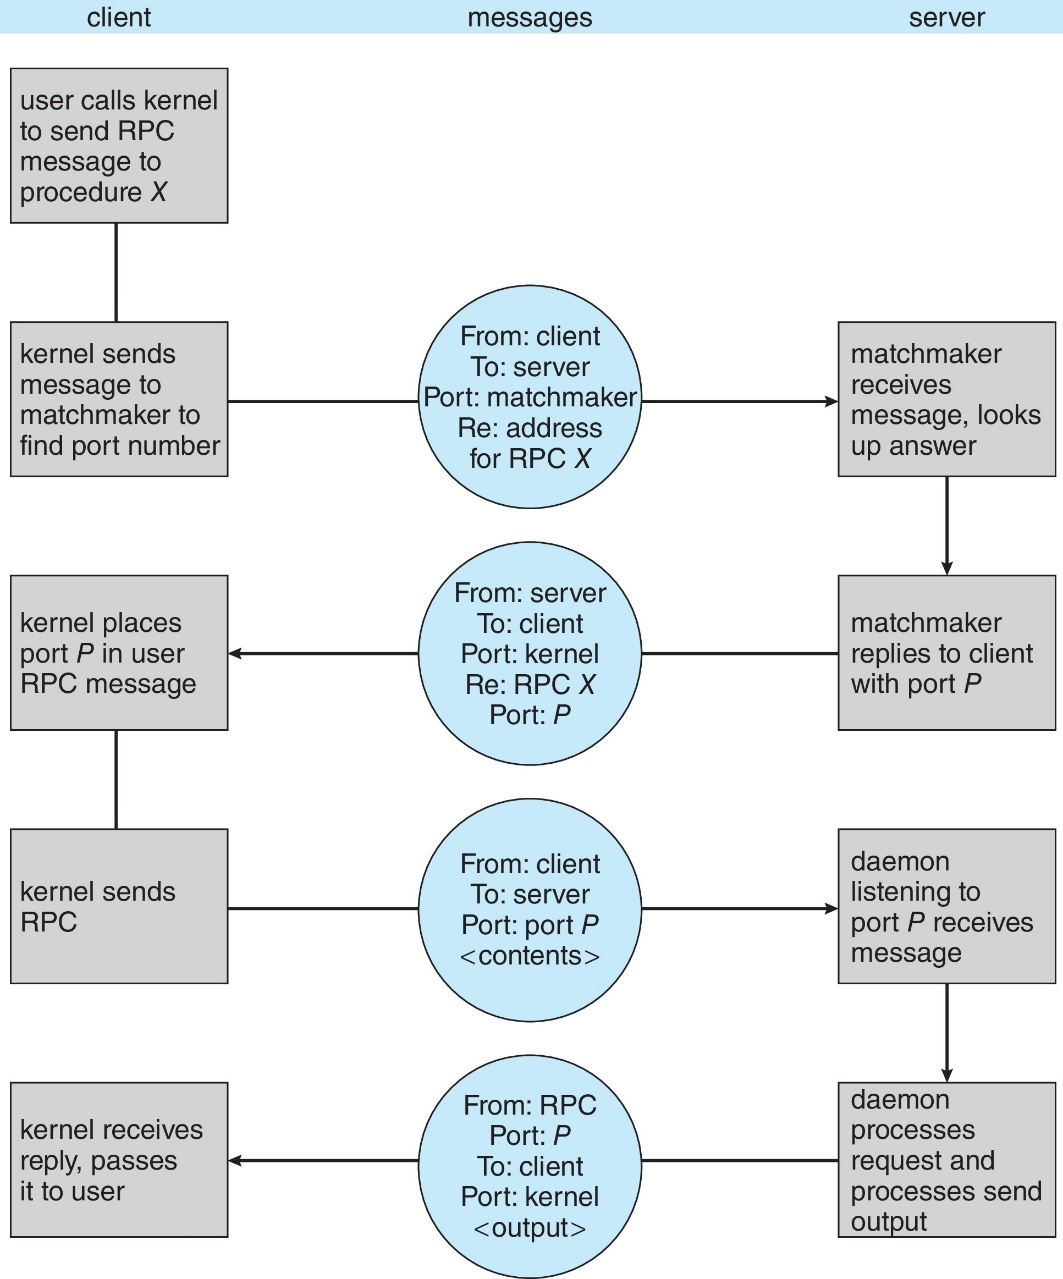 client
messages
server
user calls kernel
to send RPC
message to
procedure X
kernel sends
message to
matchmaker to
find port number
From: client
To: server
Port: matchmaker
Re: address
for RPC X
matchmaker
receives
message, looks
up answer
kernel places
port P in user
RPC message
From: server
To: client
Port: kernel
Re: RPC X
Port: P
matchmaker
replies to client
with port P
kernel sends
RPC
From: client
To: server
Port: port P
<contents>
daemon
listening to
port P receives
message
kernel receives
reply, passes
it to user
From: RPC
Port: P
To: client
Port: kernel
<output>
daemon
processes
request and
processes send
output